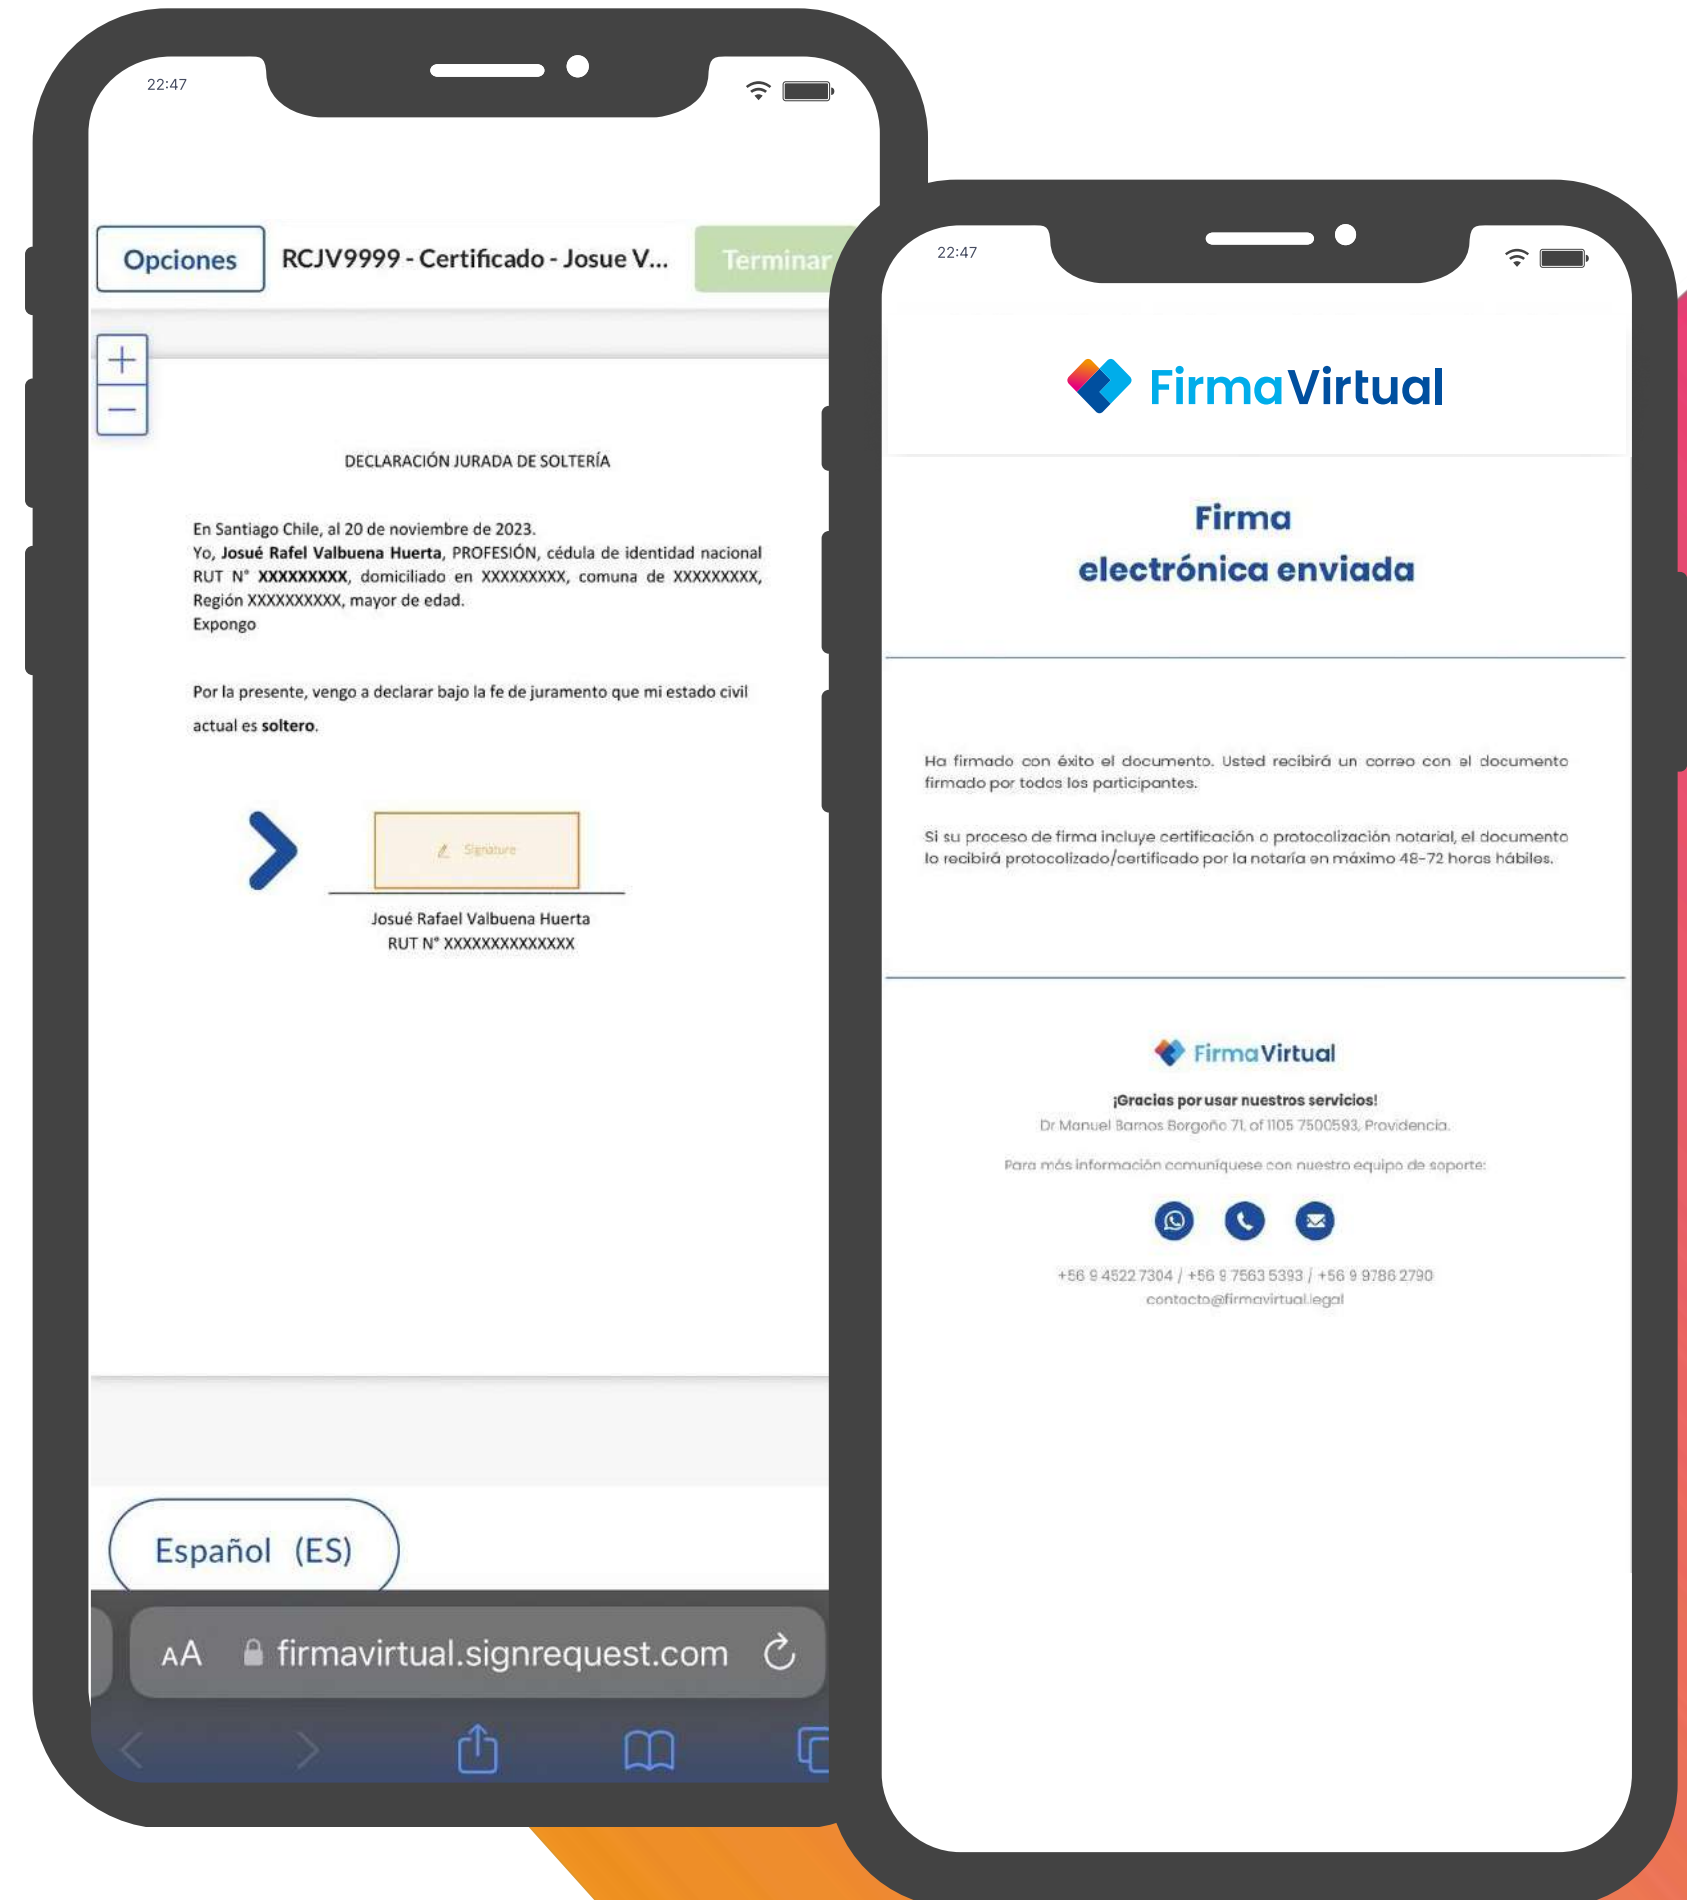 22:47
Opciones
RCJV9999 - Certificado - Josue V...
Terminar
DECLARACIÓN JURADA DE SOLTERÍA
En Santiago Chile, al 20 de noviembre de 2023.
Yo, Josué Rafel Valbuena Huerta, PROFESIÓN, cédula de identidad nacional
RUT N° XXXXXXXXX, domiciliado en XXXXXXXXX, comuna de XXXXXXXXX,
Región XXXXXXXXXX, mayor de edad.
Expongo
Por la presente, vengo a declarar bajo la fe de juramento que mi estado civil
actual es soltero.
Signature
Josué Rafael Valbuena Huerta
RUT N° XXXXXXXXXXXXXX
Español (ES)
AA firmavirtual.signrequest.com
22:47
FirmaVirtual
Firma
electrónica enviada
Ha firmado con éxito el documento. Usted recibirá un correo con el documento
firmado por todos los participantes.
Si su proceso de firma incluye certificación o protocolización notarial, el documento
lo recibirá protocolizado/certificado por la notaría en máximo 48-72 horas hábiles.
FirmaVirtual
¡Gracias por usar nuestros servicios!
Dr Manuel Barros Borgoño 71, of 1105 7500593, Providencia.
Para más información comuníquese con nuestro equipo de soporte:
+56 9 4522 7304 / +56 9 7563 5393 / +56 9 9786 2790
contacto@firmavirtual.legal